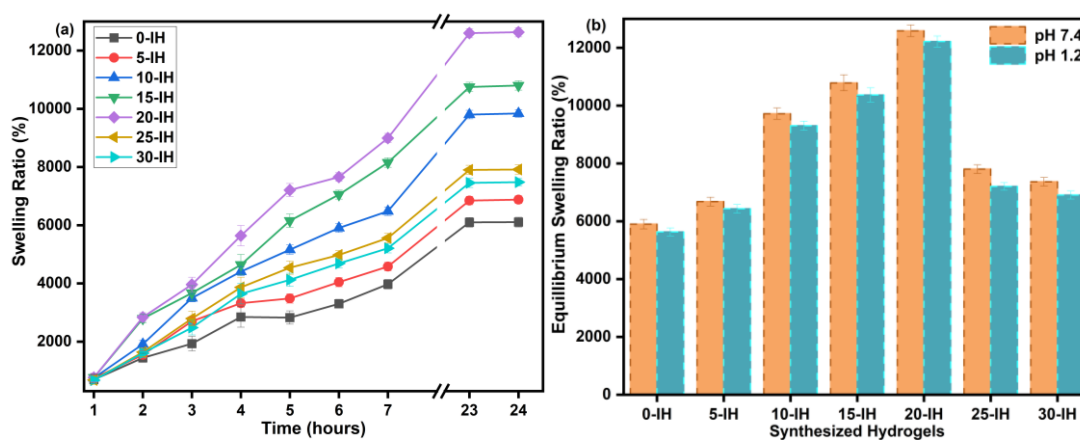 (a)
0-IH
5-IH
10-IH
15-IH
20-IH
25-IH
30-IH
12000
10000
8000
6000
4000
2000
Swelling Ratio (%)
1 2 3 4 5 6 7 23 24
Time (hours)
(b)
pH 7.4
pH 1.2
12000
10000
8000
6000
4000
2000
0
Equillibrium Swelling Ratio (%)
0-IH 5-IH 10-IH 15-IH 20-IH 25-IH 30-IH
Synthesized Hydrogels